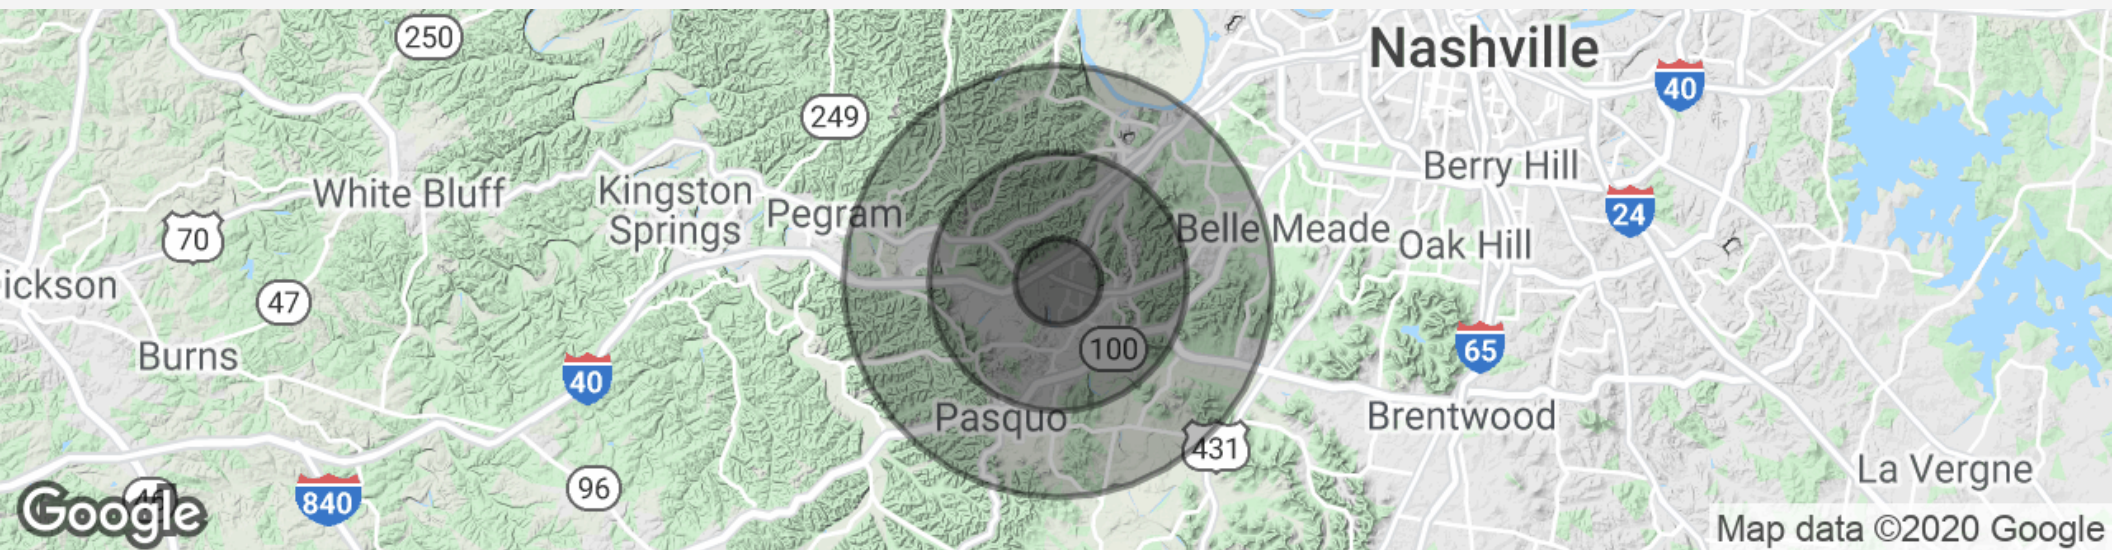 250
Nashville
40
249
Berry Hill
White Bluff
Kingston
Springs
Pegram
24
70
Belle Meade
Oak Hill
ickson
47
100
65
Burns
40
Pasquo
Brentwood
431
La Vergne
96
840
46
Google
Map data ©2020 Google